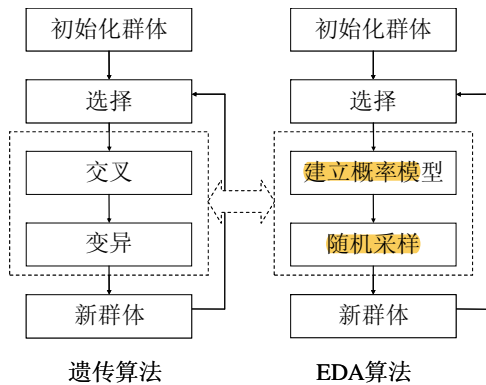 初始化群体
选择
交叉
变异
新群体
遗传算法
初始化群体
选择
建立概率模型
随机采样
新群体
EDA算法